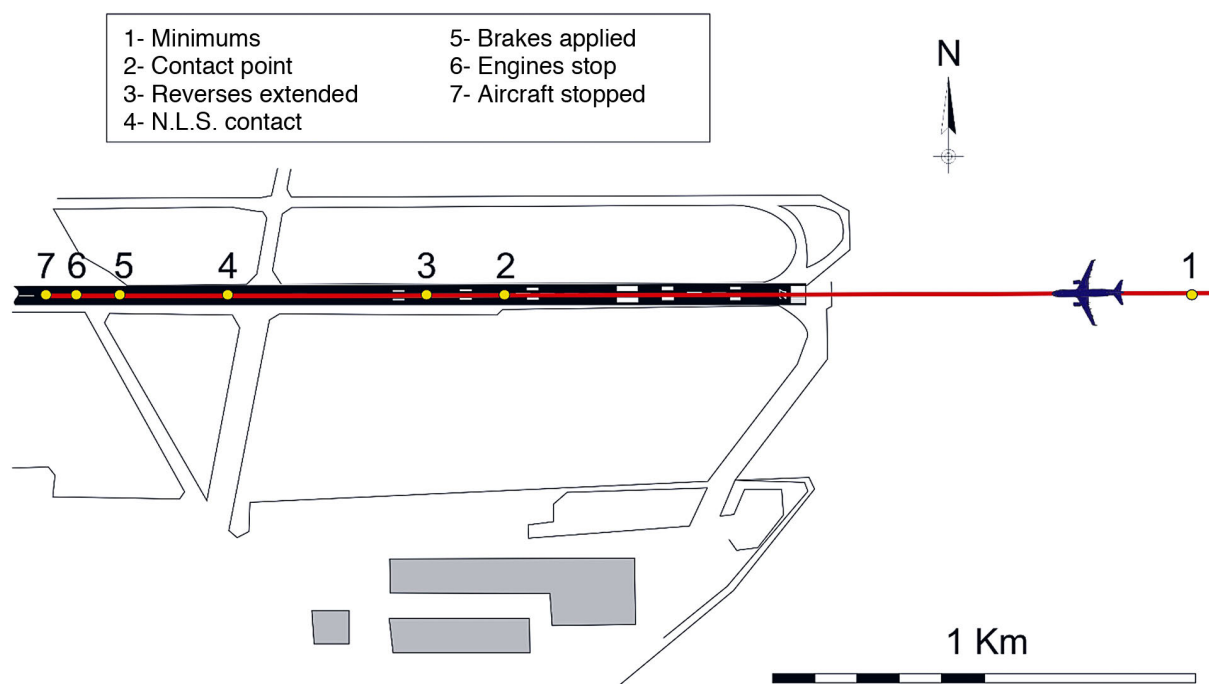 1- Minimums
2- Contact point
3- Reverses extended
4- N.L.S. contact
5- Brakes applied
6- Engines stop
7- Aircraft stopped
N
7 6 5 4 3 2 1
27
1 Km